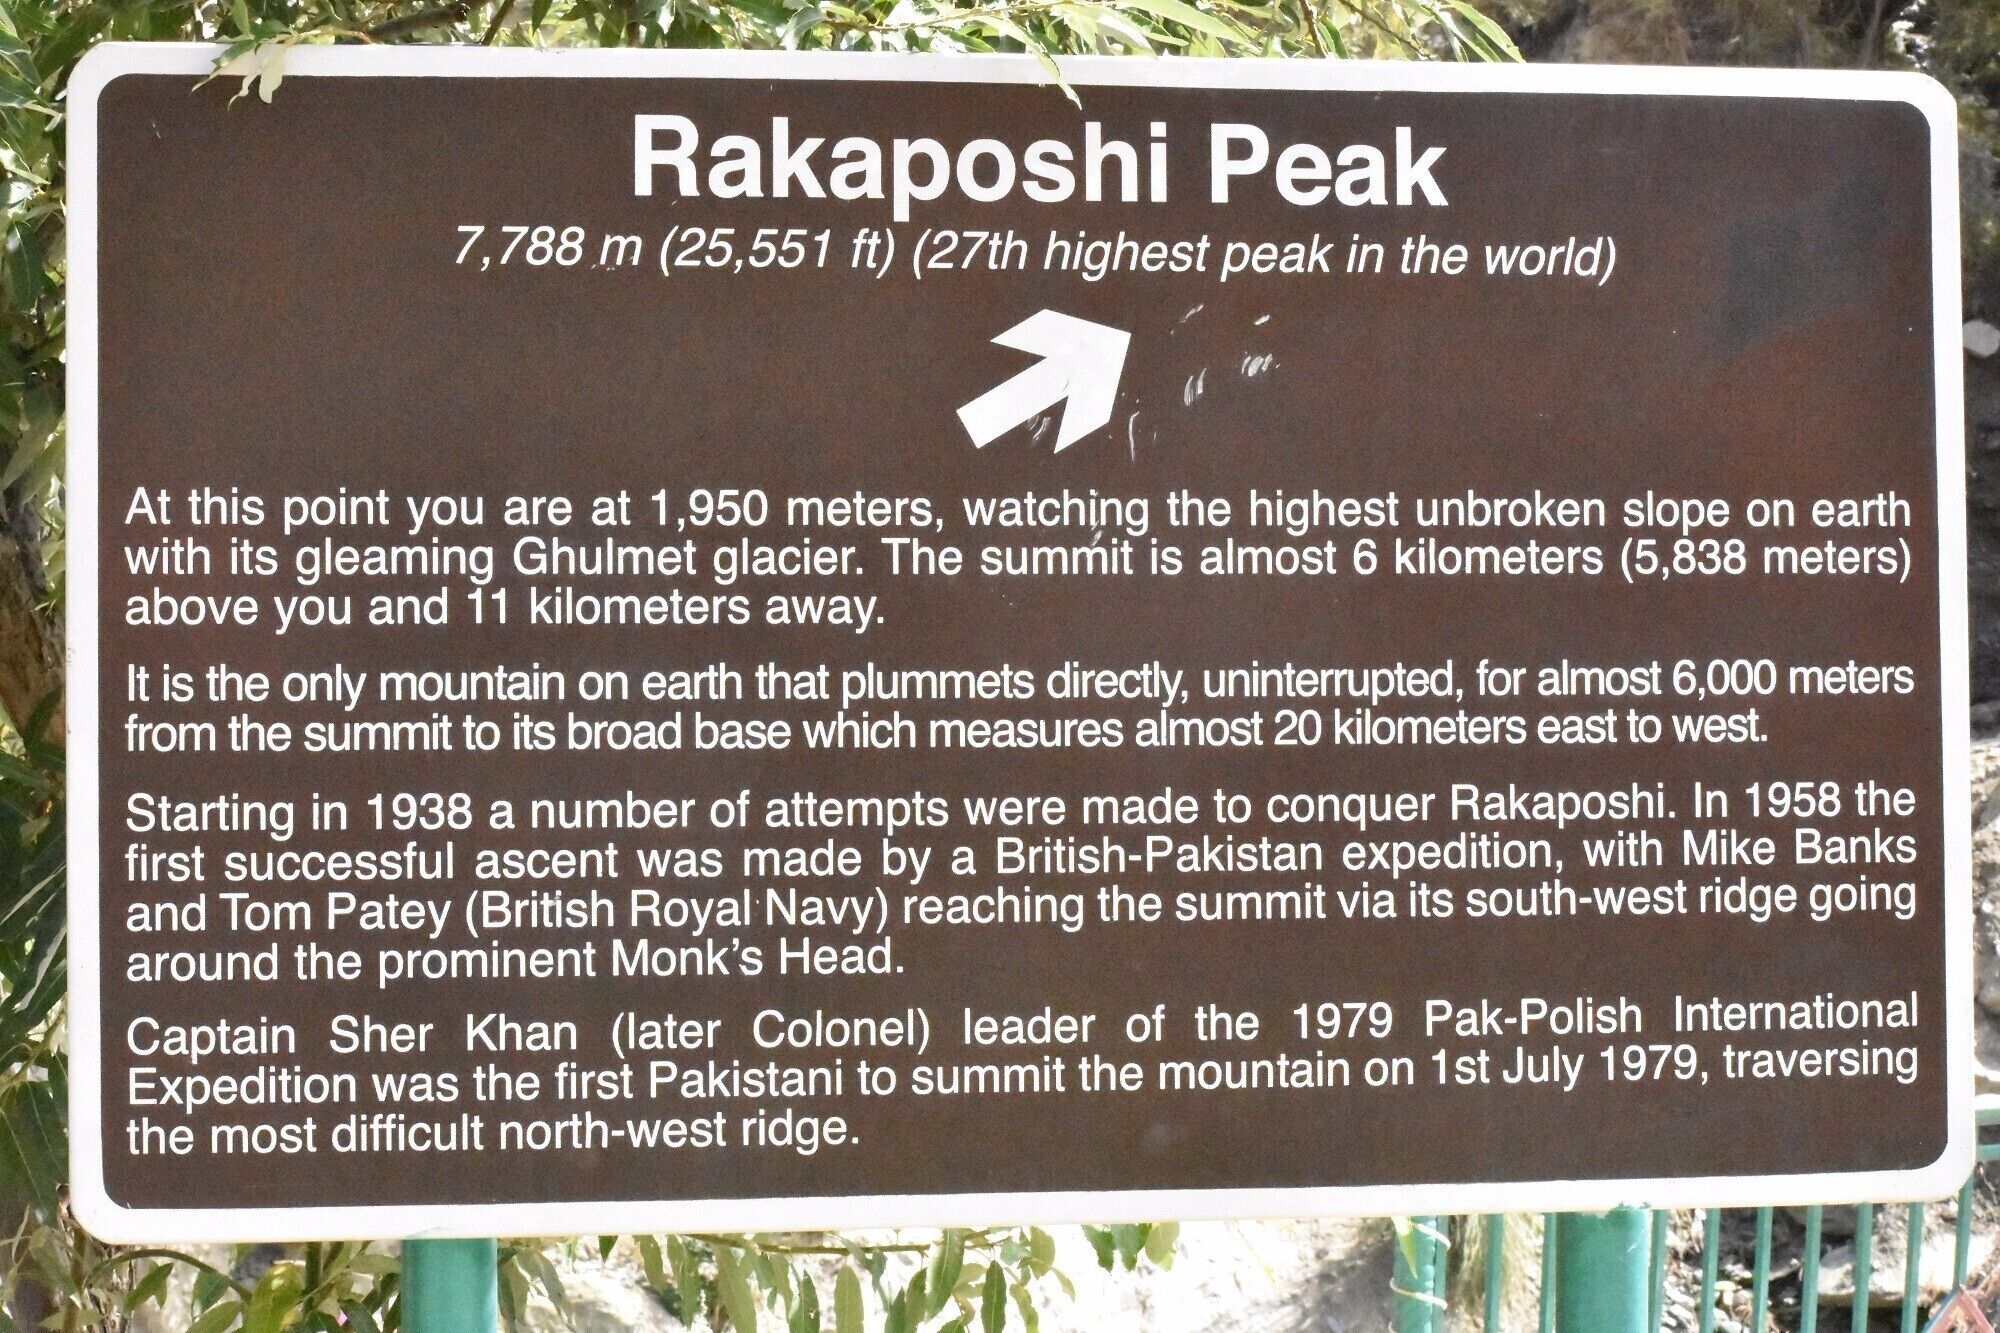 Rakaposhi Peak
7,788 m (25,551 ft) (27th highest peak in the world)
At this point you are at 1,950 meters, watching the highest unbroken slope on earth
with its gleaming Ghulmet glacier. The summit is almost 6 kilometers (5,838 meters)
above you and 11 kilometers away.
It is the only mountain on earth that plummets directly, uninterrupted, for almost 6,000 meters
from the summit to its broad base which measures almost 20 kilometers east to west.
Starting in 1938 a number of attempts were made to conquer Rakaposhi. In 1958 the
first successful ascent was made by a British-Pakistan expedition, with Mike Banks
and Tom Patey (British Royal Navy) reaching the summit via its south-west ridge going
around the prominent Monk's Head.
Captain Sher Khan (later Colonel) leader of the 1979 Pak-Polish International
Expedition was the first Pakistani to summit the mountain on 1st July 1979, traversing
the most difficult north-west ridge.